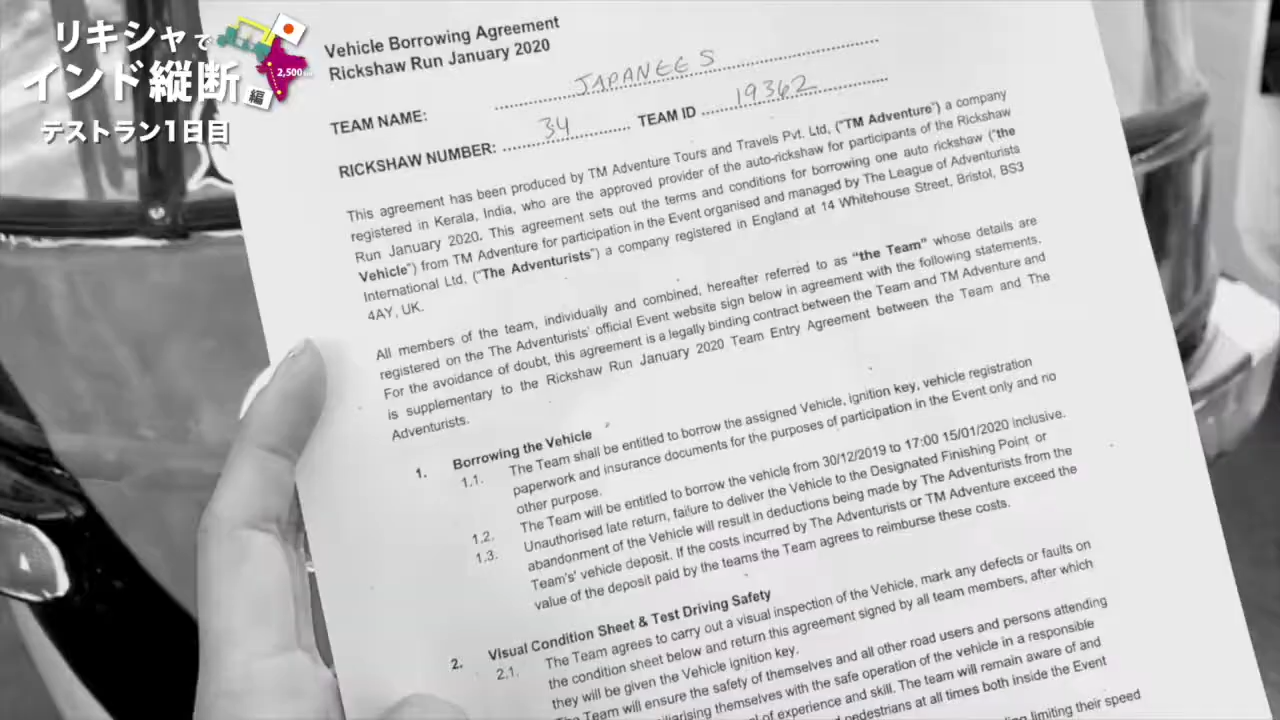 リキシャで
インド縦断
編
2,500
テストラン1日目
Vehicle Borrowing Agreement
Rickshaw Run January 2020
TEAM NAME: JAPANEES
RICKSHAW NUMBER: 34 TEAM ID 19362
This agreement has been produced by TM Adventure Tours and Travels Pvt. Ltd, ("TM Adventure") a company
registered in Kerala, India, who are the approved provider of the auto-rickshaw for participants of the Rickshaw
Run January 2020. This agreement sets out the terms and conditions for borrowing one auto rickshaw ("the
Vehicle") from TM Adventure for participation in the Event organised and managed by The League of Adventurists
International Ltd, ("The Adventurists") a company registered in England at 14 Whitehouse Street, Bristol, BS3
4AY, UK.
All members of the team, individually and combined, hereafter referred to as "the Team" whose details are
registered on the The Adventurists' official Event website sign below in agreement with the following statements.
For the avoidance of doubt, this agreement is a legally binding contract between the Team and TM Adventure and
is supplementary to the Rickshaw Run January 2020 Team Entry Agreement between the Team and The
Adventurists.
1. Borrowing the Vehicle
1.1. The Team shall be entitled to borrow the assigned Vehicle, ignition key, vehicle registration
paperwork and insurance documents for the purposes of participation in the Event only and no
other purpose.
1.2. The Team will be entitled to borrow the vehicle from 30/12/2019 to 17:00 15/01/2020 inclusive.
1.3. Unauthorised late return, failure to deliver the Vehicle to the Designated Finishing Point or
abandonment of the Vehicle will result in deductions being made by The Adventurists from the
Team's' vehicle deposit. If the costs incurred by The Adventurists or TM Adventure exceed the
value of the deposit paid by the teams the Team agrees to reimburse these costs.
2. Visual Condition Sheet & Test Driving Safety
2.1. The Team agrees to carry out a visual inspection of the Vehicle, mark any defects or faults on
the condition sheet below and return this agreement signed by all team members, after which
they will be given the Vehicle ignition key.
The Team will ensure the safety of themselves and all other road users and persons attending
themselves with the safe operation of the vehicle in a responsible
of experience and skill. The team will remain aware of and
pedestrians at all times both inside the Event
limiting their speed